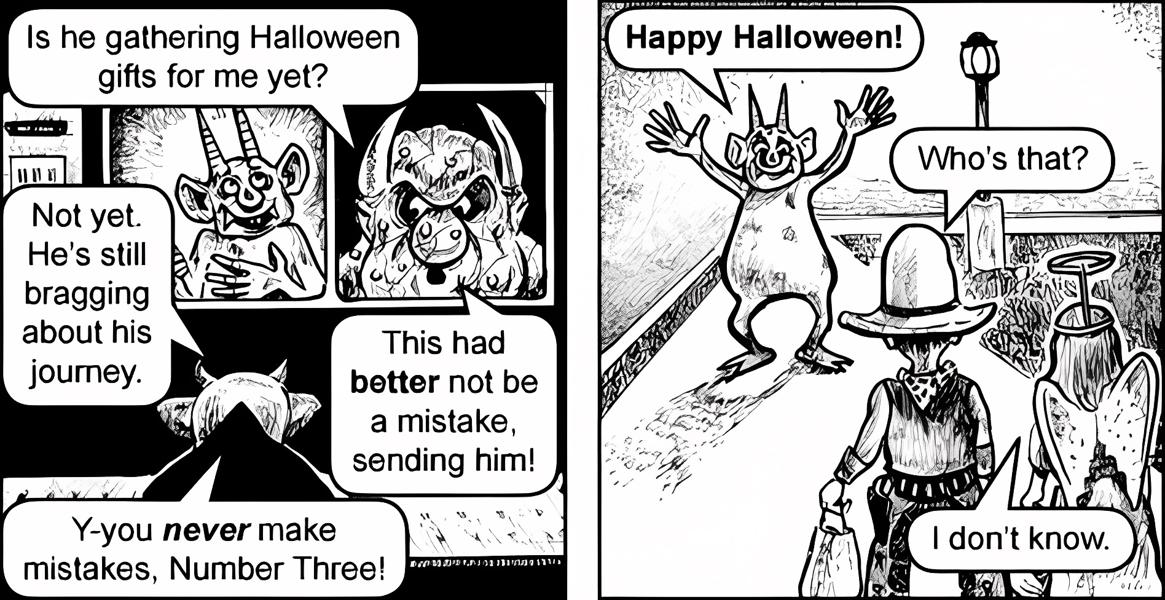 Is he gathering Halloween
gifts for me yet?
Not yet.
He's still
bragging
about his
journey.
This had
better not be
a mistake,
sending him!
Y-you never make
mistakes, Number Three!
Happy Halloween!
Who's that?
I don't know.